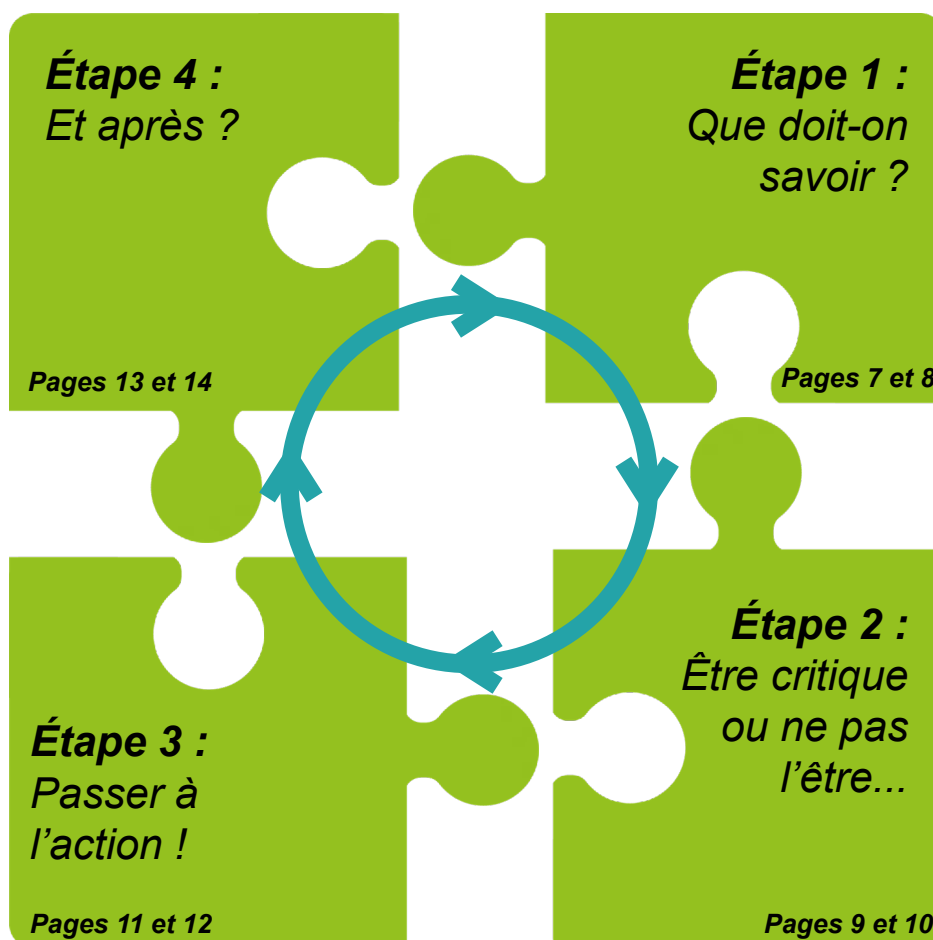 Étape 4 :
Et après ?
Pages 13 et 14
Étape 1 :
Que doit-on
savoir ?
Pages 7 et 8
Étape 2 :
Être critique
ou ne pas
l'être...
Pages 9 et 10
Étape 3 :
Passer à
l'action !
Pages 11 et 12